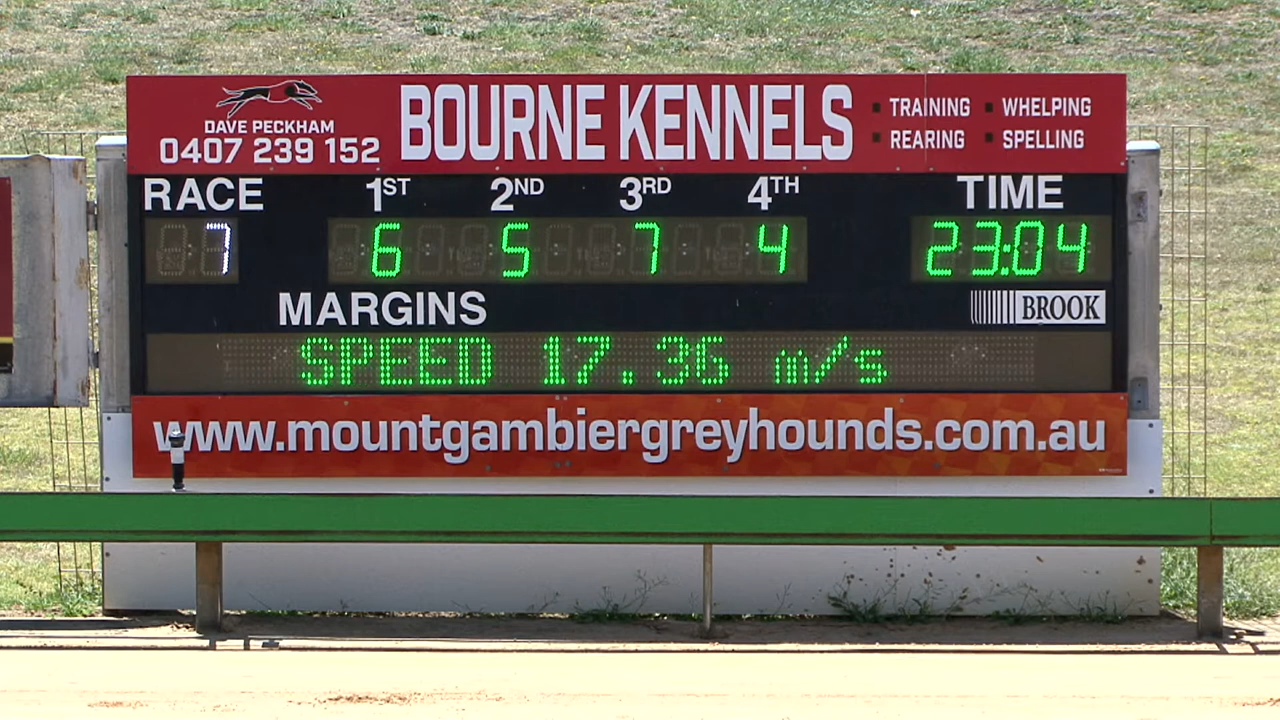 DAVE PECKHAM
0407 239 152
BOURNE KENNELS
TRAINING WHELPING
REARING SPELLING
RACE 1ST 2ND 3RD 4TH TIME
7 6 5 7 4 23:04
MARGINS BROOK
SPEED 17.36 m/s
www.mountgambiergreyhounds.com.au